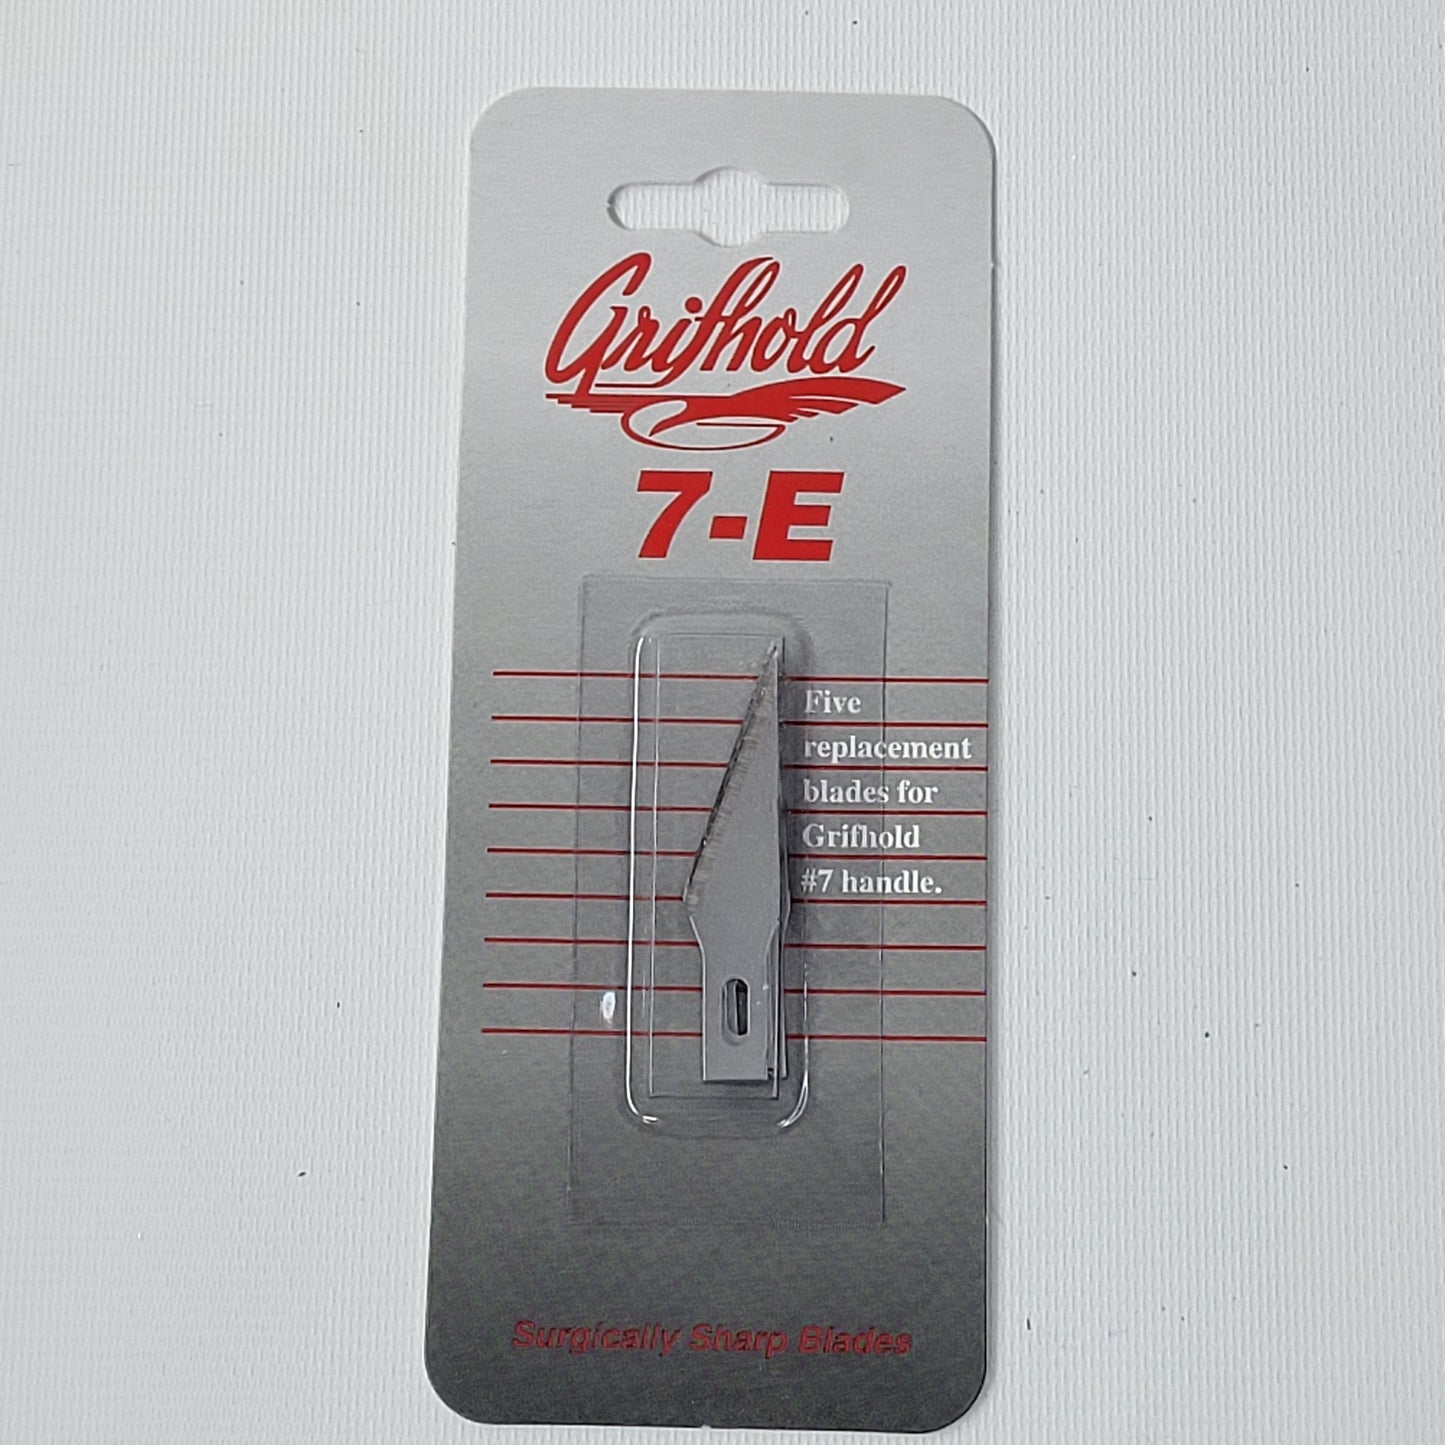 Grifhold
7-E
Five
replacement
blades for
Grifhold
#7 handle.
Surgically Sharp Blades